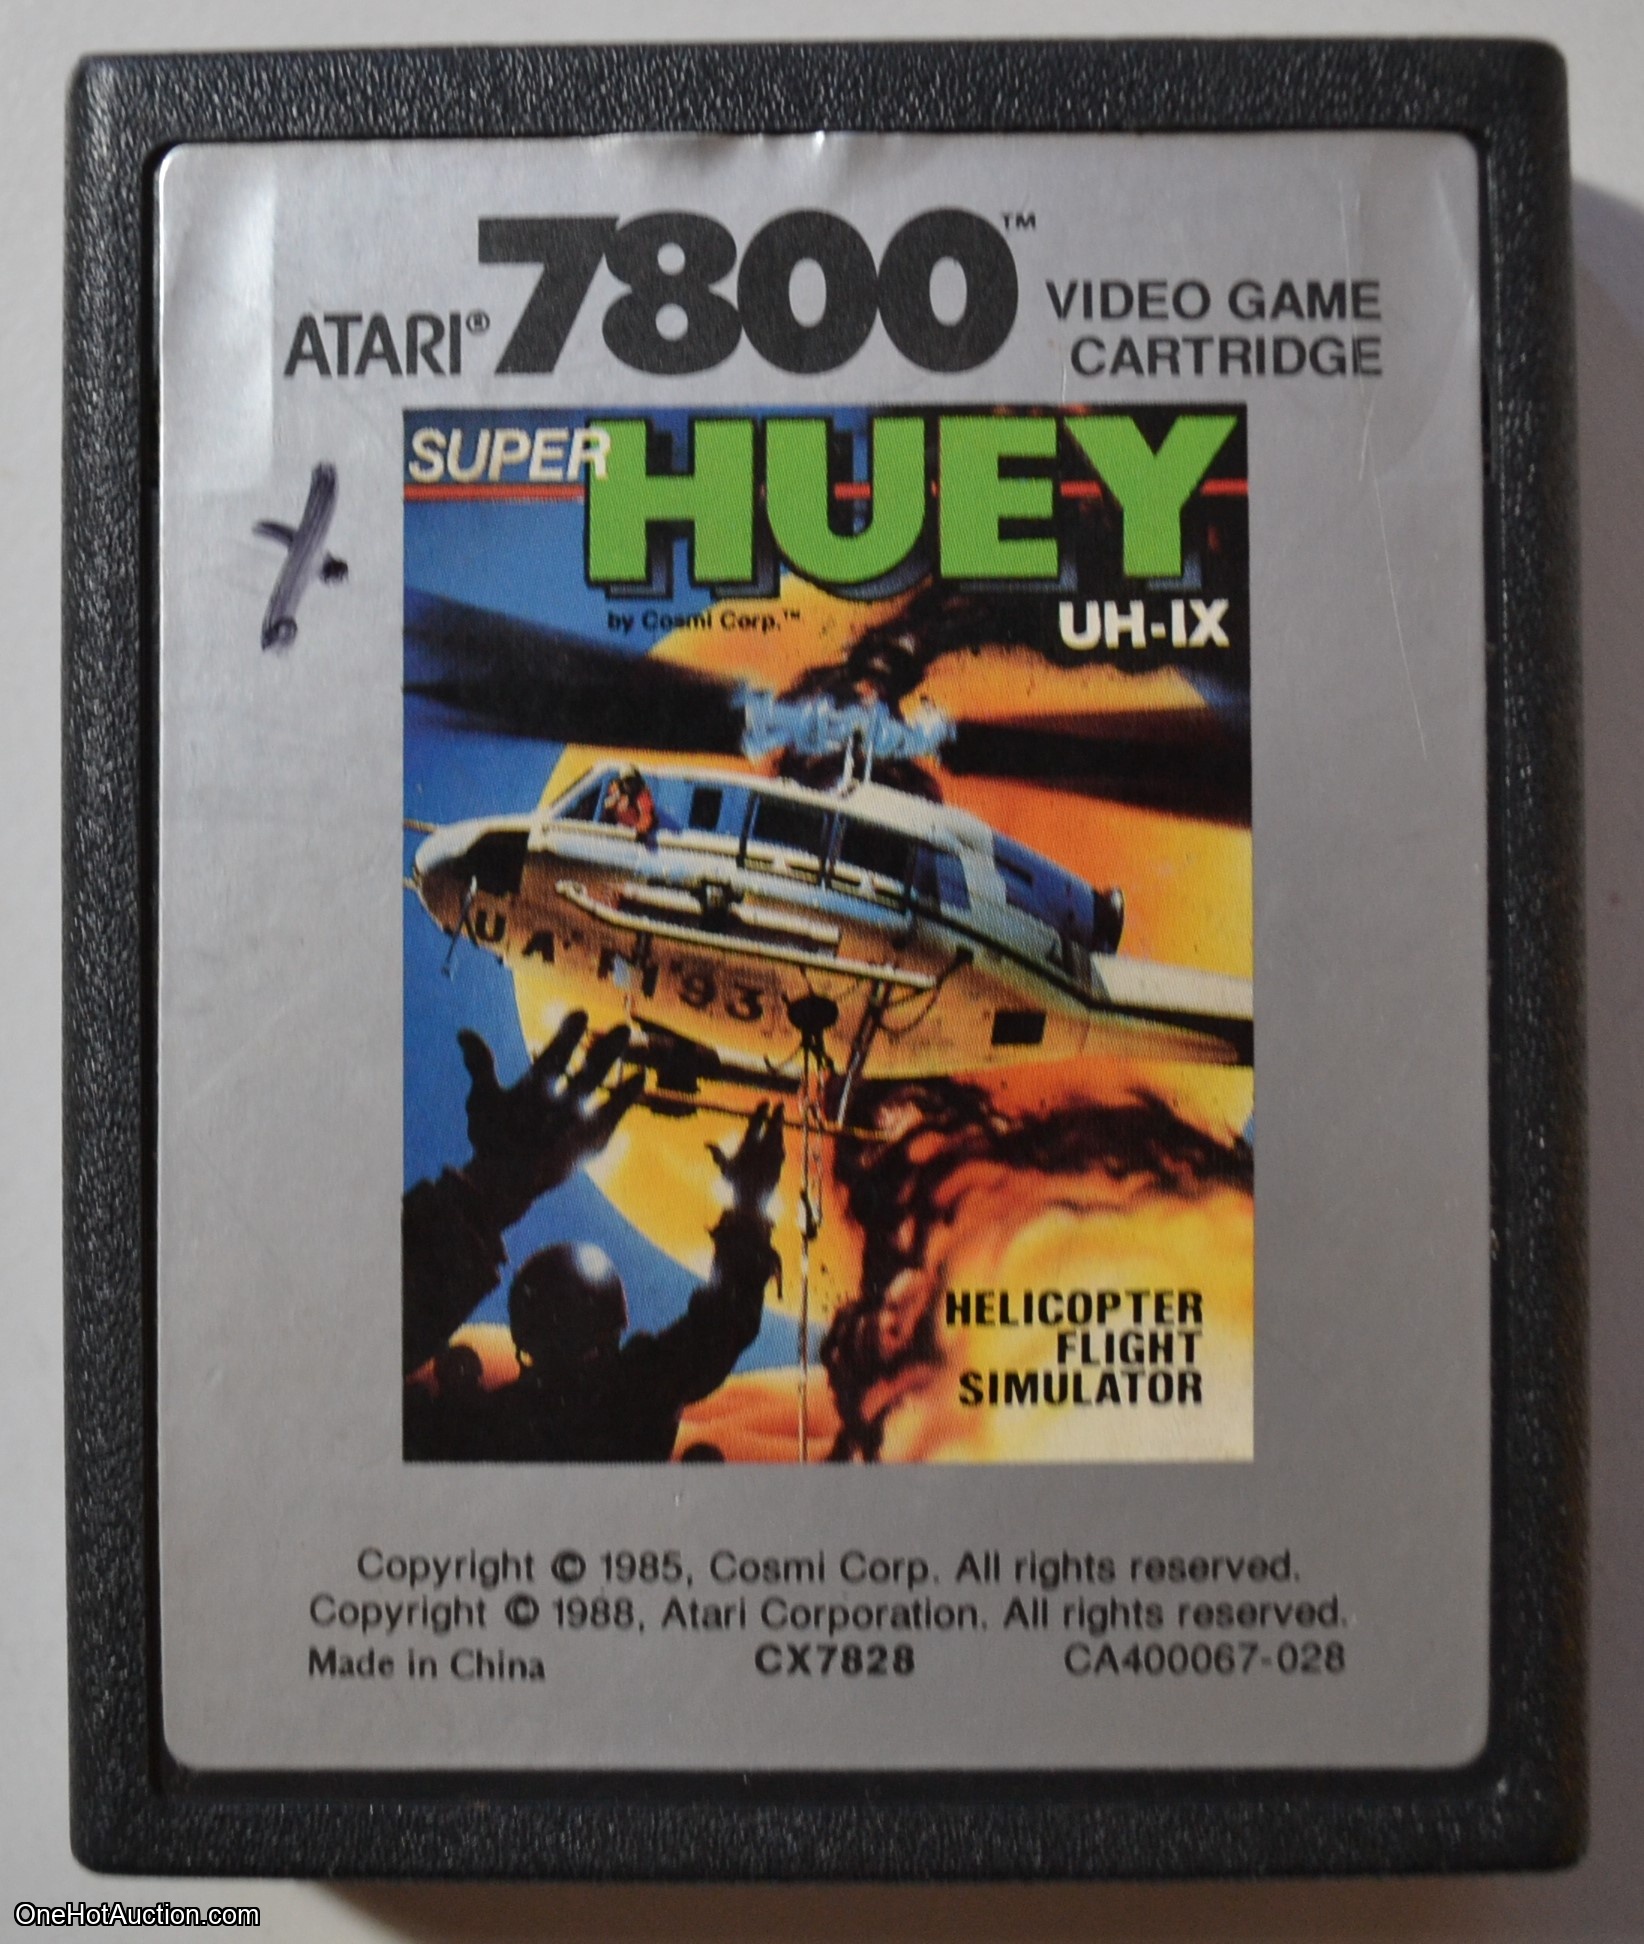 ATARI® 7800™ VIDEO GAME
CARTRIDGE
SUPER HUEY
by Cosmi Corp.™
UH-IX
193
HELICOPTER
FLIGHT
SIMULATOR
Copyright © 1985, Cosmi Corp. All rights reserved.
Copyright © 1988, Atari Corporation. All rights reserved.
Made in China CX7828 CA400067-028
OneHotAuction.com